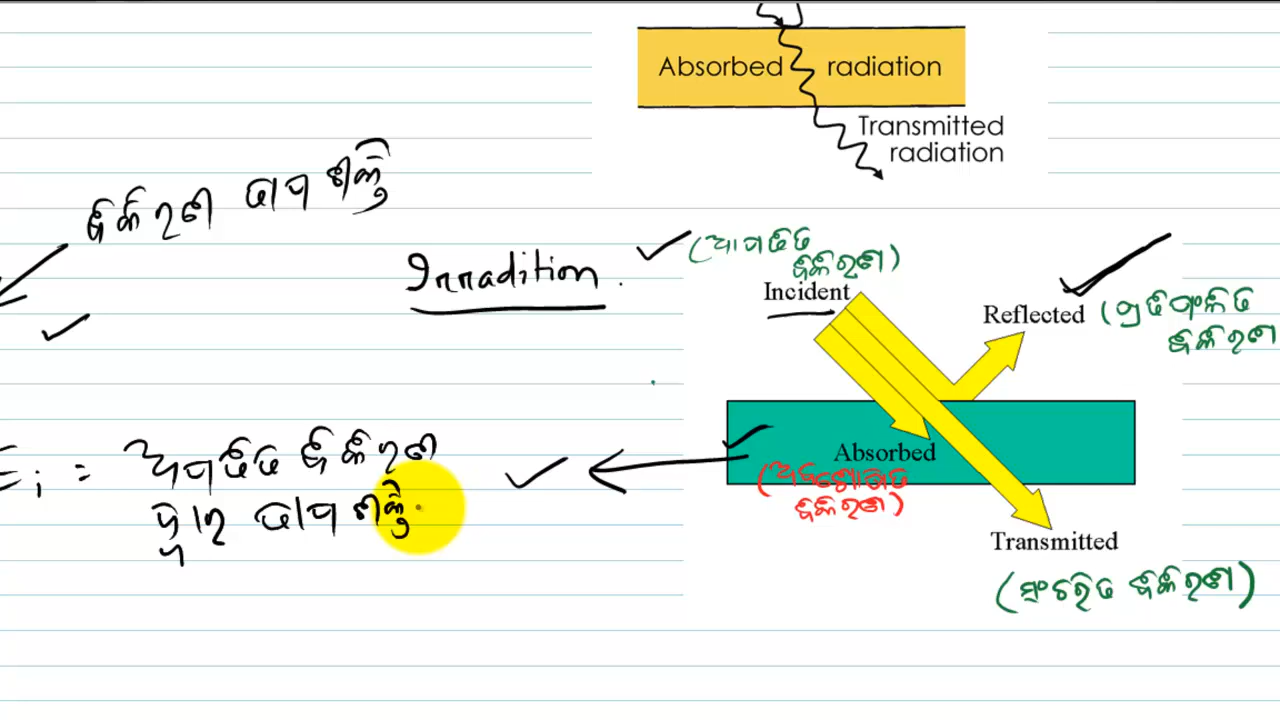 Absorbed radiation
Transmitted
radiation
ବିକିରଣ ତାପ ଶକ୍ତି
Irradition.
(ଆପତିତ
ବିକିରଣ)
Incident
Reflected
(ପ୍ରତିଫଳିତ
ବିକିରଣ
i = ଆପତିତ ବିକିରଣ
ଦ୍ୱାରା ତାପ ଶକ୍ତି
Absorbed
(ଅବଶୋଷିତ
ବିକିରଣ)
Transmitted
(ସଂଚରିତ ବିକିରଣ)